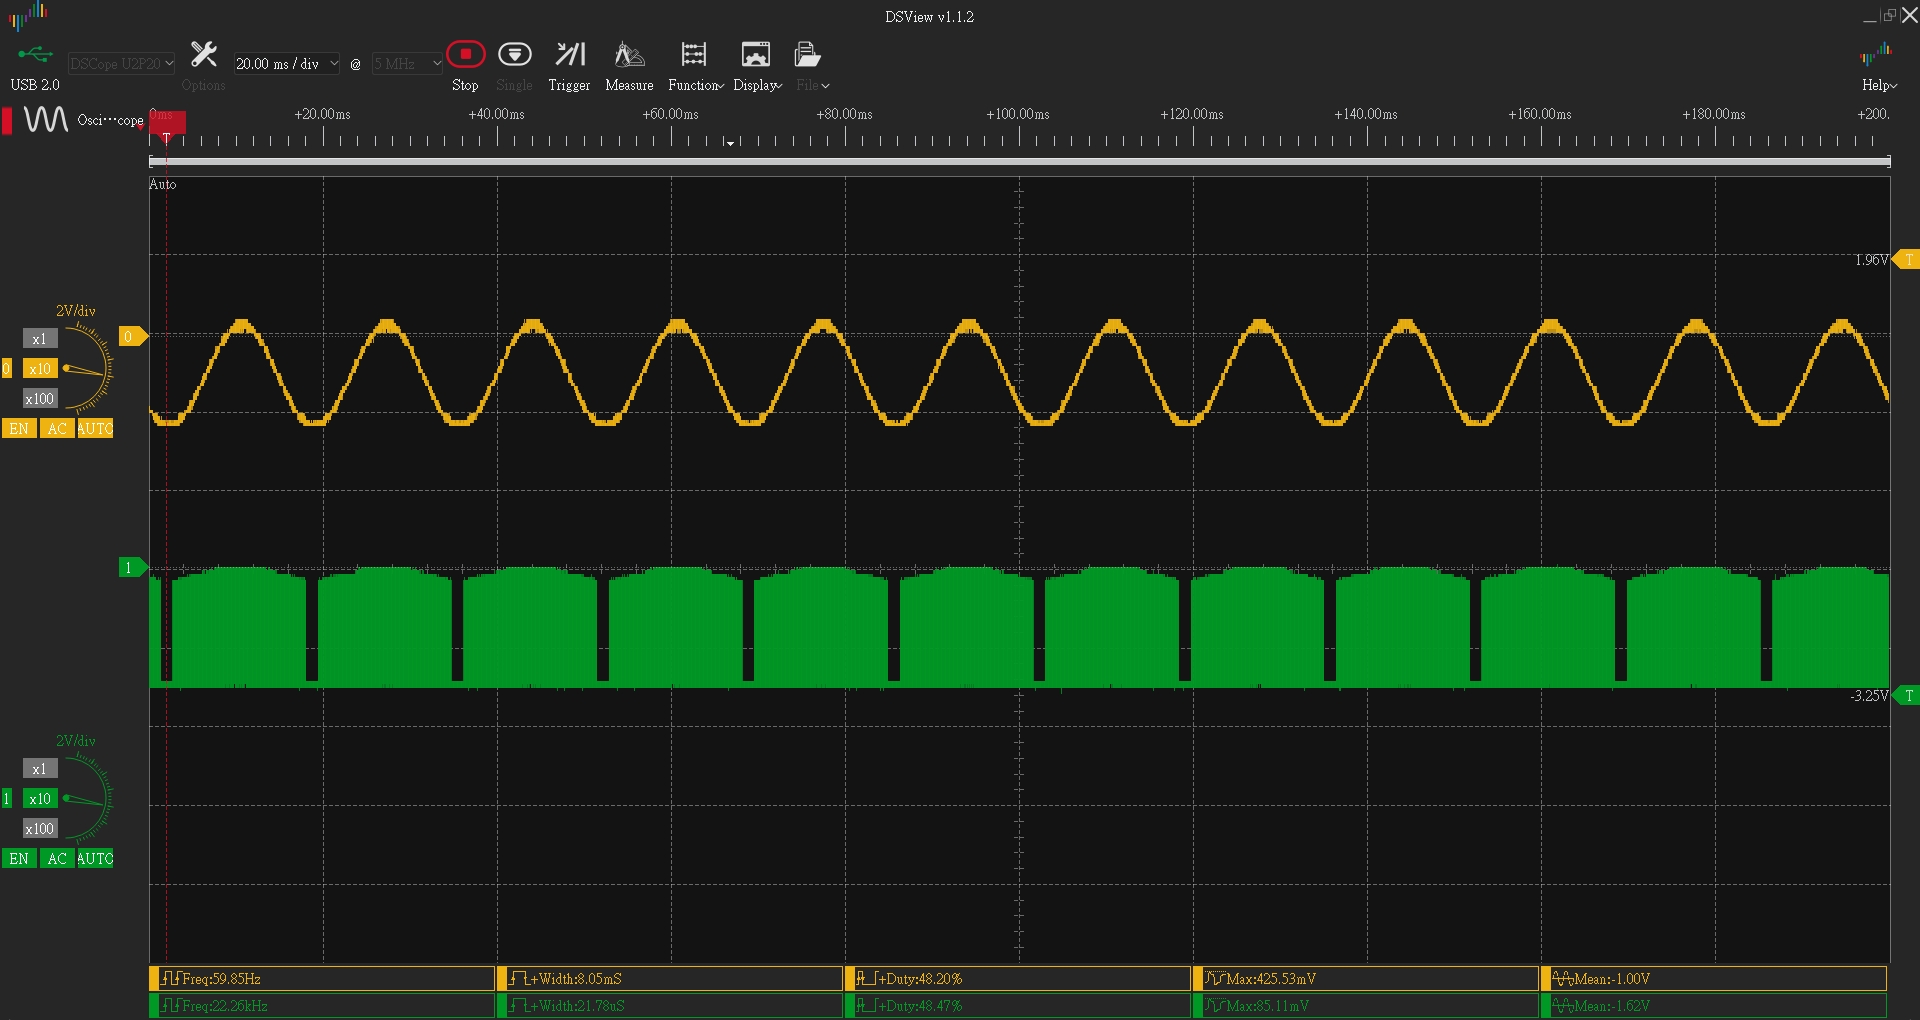 DSView v1.1.2
USB 2.0
DSCope U2P20
Options
20.00 ms / div
@
5 MHz
Stop
Single
Trigger
Measure
Function
Display
File
Help
Osci···cope
0ms
+20.00ms
+40.00ms
+60.00ms
+80.00ms
+100.00ms
+120.00ms
+140.00ms
+160.00ms
+180.00ms
+200.
T
Auto
1.96V
T
2V/div
x1
0
x10
x100
EN
AC
AUTO
0
1
-3.25V
T
2V/div
x1
1
x10
x100
EN
AC
AUTO
Freq:59.85Hz
+Width:8.05mS
+Duty:48.20%
Max:425.53mV
Mean:-1.00V
Freq:22.26kHz
+Width:21.78uS
+Duty:48.47%
Max:85.11mV
Mean:-1.62V